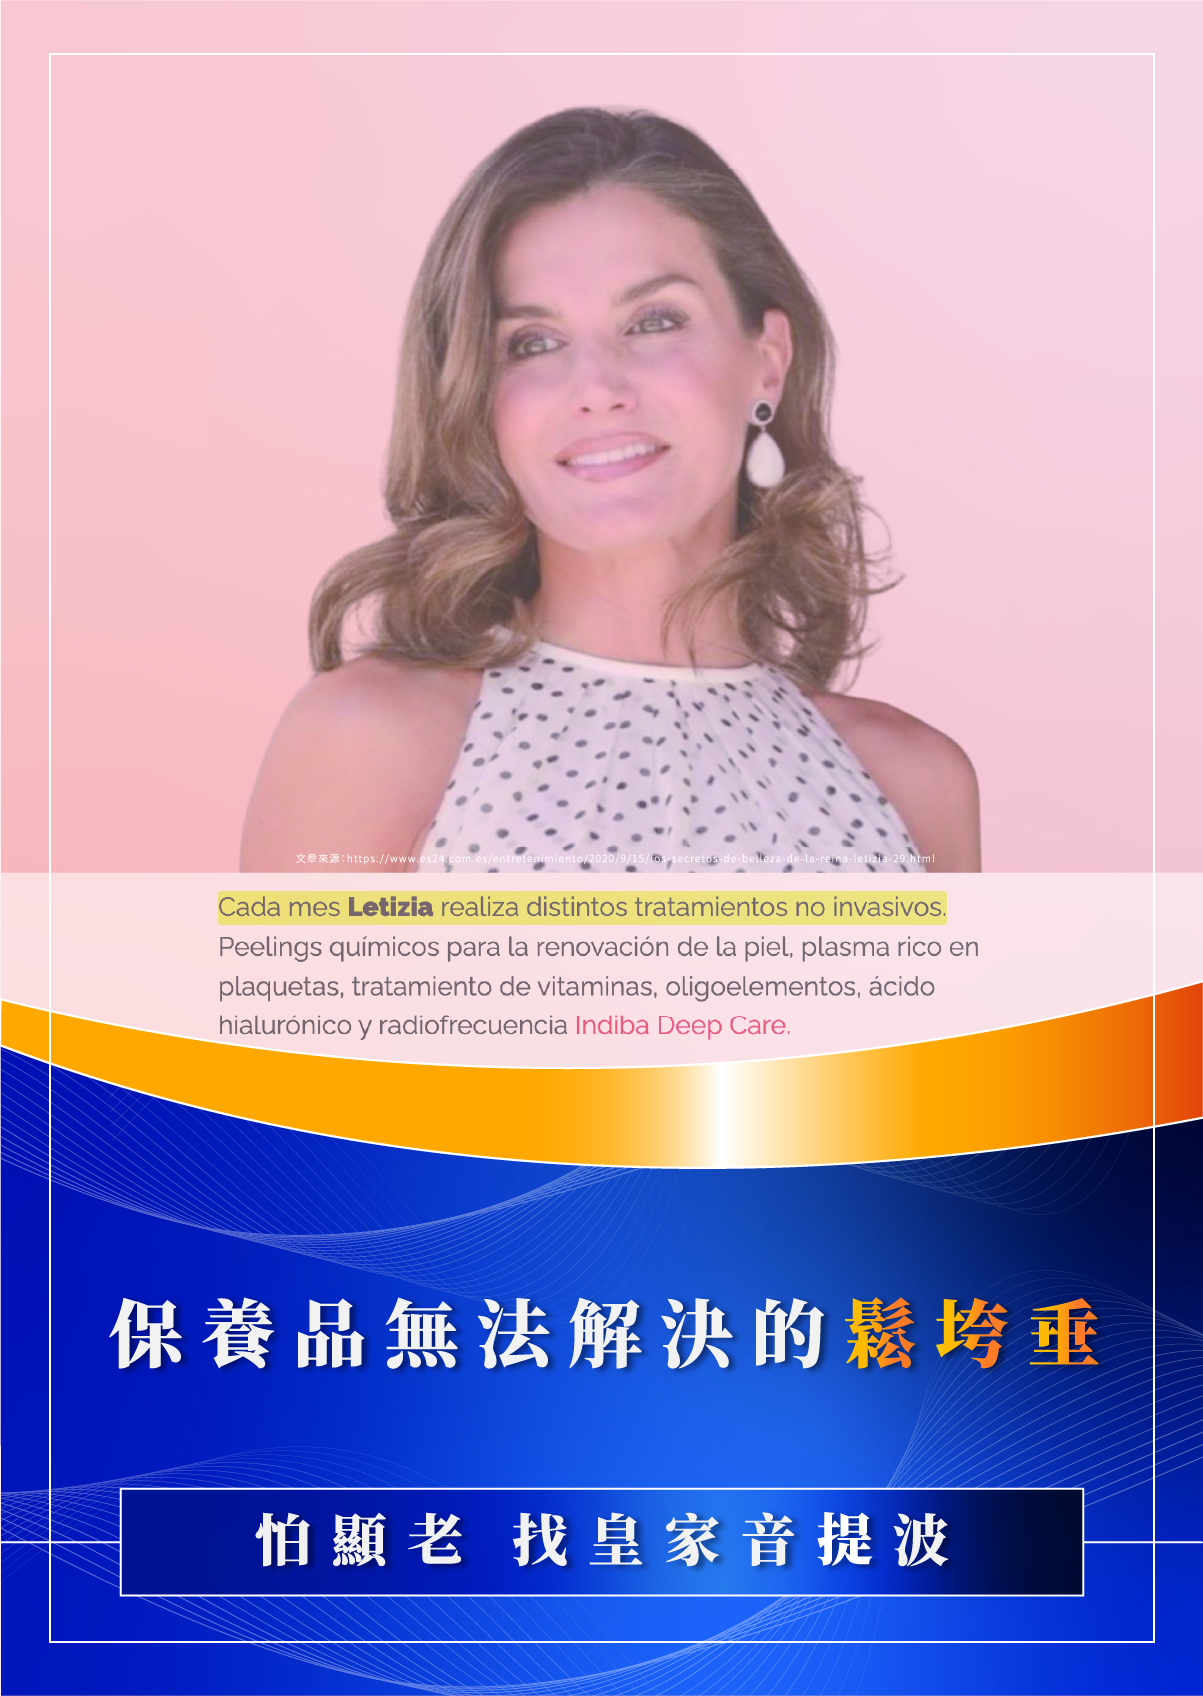 文章來源：https://www.es24.com.es/entretenimiento/2020/9/15/los-secretos-de-belleza-de-la-reina-letizia-29.html
Cada mes Letizia realiza distintos tratamientos no invasivos.
Peelings químicos para la renovación de la piel, plasma rico en
plaquetas, tratamiento de vitaminas, oligoelementos, ácido
hialurónico y radiofrecuencia Indiba Deep Care.
保養品無法解決的鬆垮垂
怕顯老 找皇家音提波